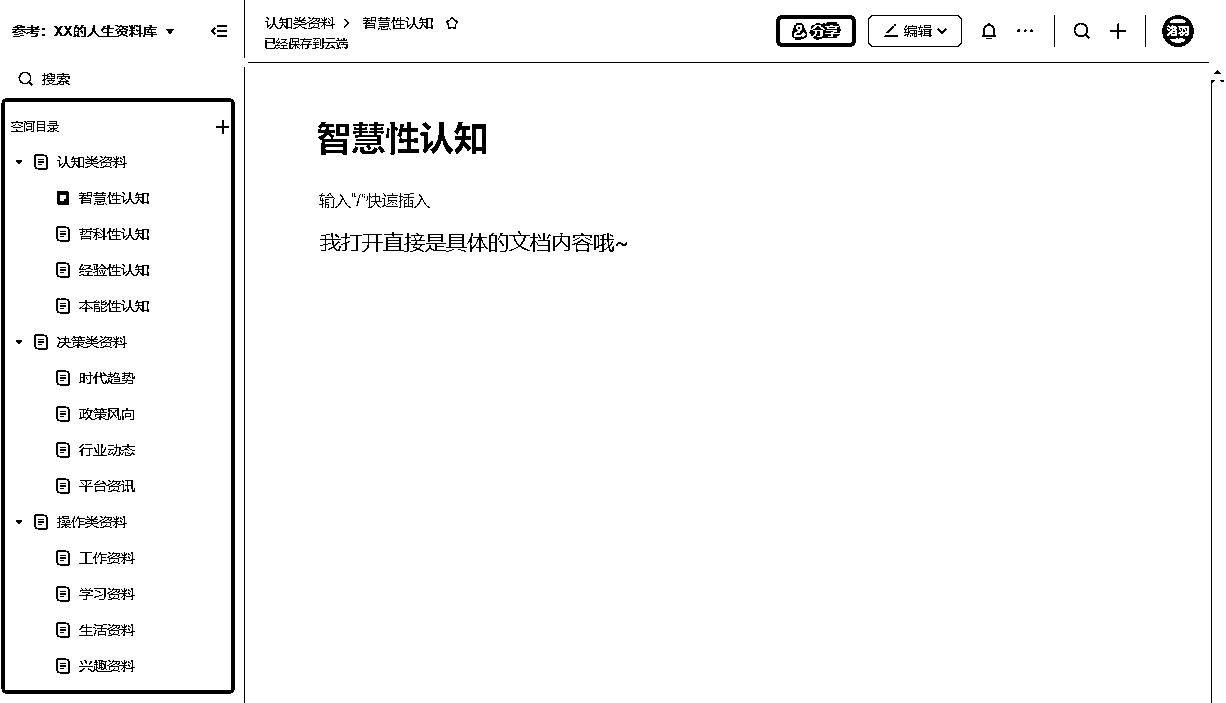 参考：XX的人生资料库
认知类资料 › 智慧性认知
已经保存到云端
分享
编辑
搜索
空间目录
认知类资料
智慧性认知
哲科性认知
经验性认知
本能性认知
决策类资料
时代趋势
政策风向
行业动态
平台资讯
操作类资料
工作资料
学习资料
生活资料
兴趣资料
智慧性认知
输入“/”快速插入
我打开直接是具体的文档内容哦~